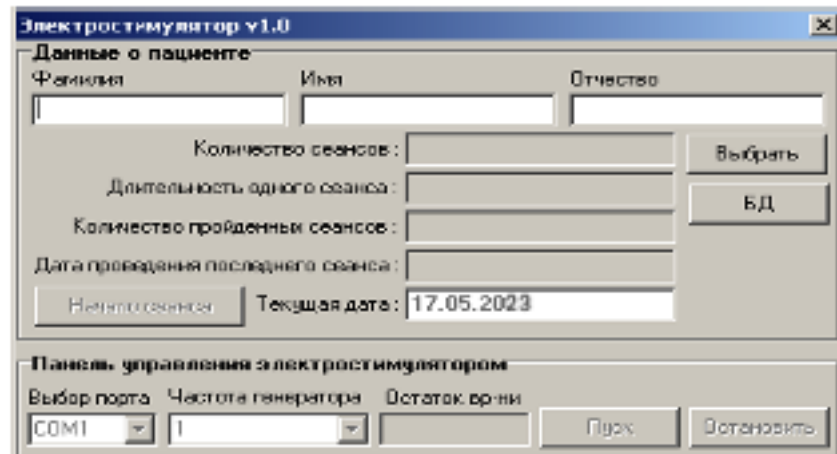 Электростимулятор v1.0
Данные о пациенте
Фамилия Имя Отчество
Количество сеансов : Выбрать
Длительность одного сеанса : БД
Количество пройденных сеансов :
Дата проведения последнего сеанса :
Начало сеанса Текущая дата : 17.05.2023
Панель управления электростимулятором
Выбор порта Частота генератора Остаток вр-ни
COM1 1 Пуск Остановить